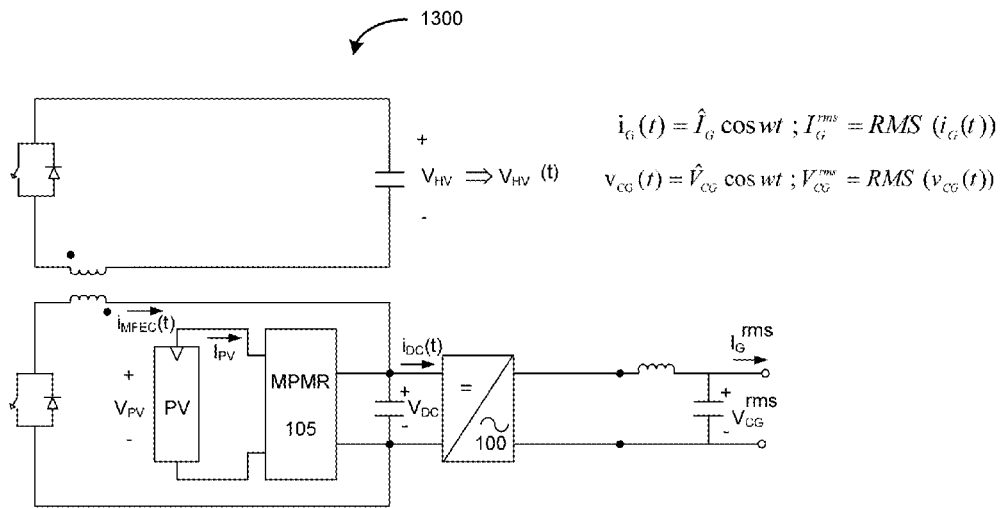 1300
i_G(t) = Î_G cos wt ; I_G^rms = RMS (i_G(t))
v_CG(t) = V̂_CG cos wt ; V_CG^rms = RMS (v_CG(t))
+
V_HV ⇒ V_HV (t)
-
i_MFEC(t)
I_PV
i_DC(t)
I_G^rms
+
V_PV
-
PV
MPMR
105
+
V_DC
-
=
100
+
V_CG^rms
-